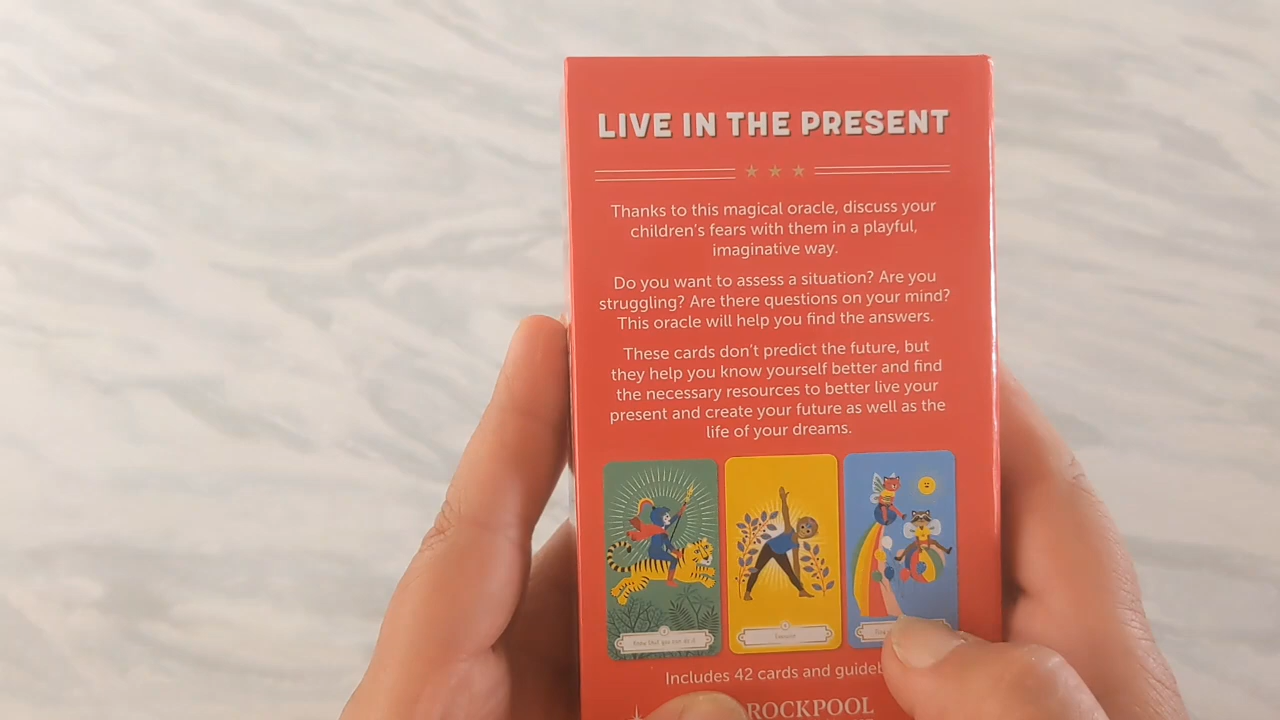 LIVE IN THE PRESENT
Thanks to this magical oracle, discuss your
children's fears with them in a playful,
imaginative way.
Do you want to assess a situation? Are you
struggling? Are there questions on your mind?
This oracle will help you find the answers.
These cards don't predict the future, but
they help you know yourself better and find
the necessary resources to better live your
present and create your future as well as the
life of your dreams.
Know that you can do it
Includes 42 cards and
ROCKPOOL